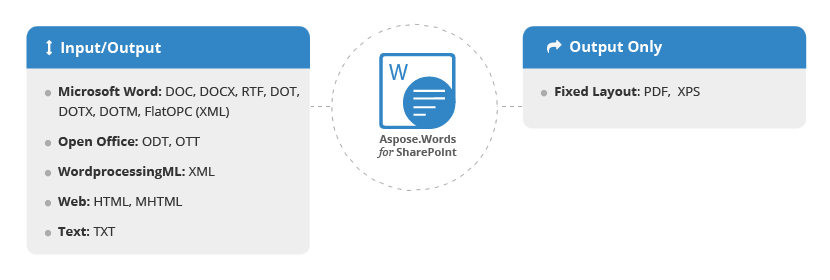 Input/Output
Microsoft Word: DOC, DOCX, RTF, DOT,
DOTX, DOTM, FlatOPC (XML)
Open Office: ODT, OTT
WordprocessingML: XML
Web: HTML, MHTML
Text: TXT
W
Aspose.Words
for SharePoint
Output Only
Fixed Layout: PDF, XPS